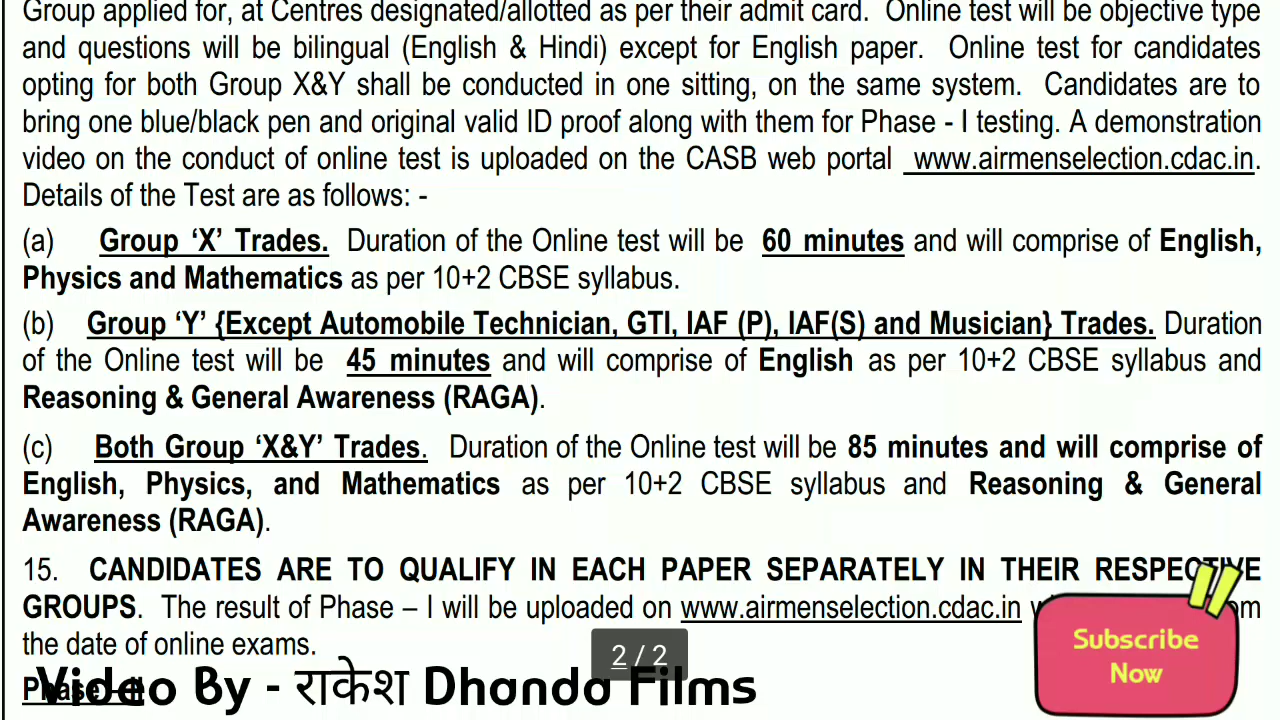 Group applied for, at Centres designated/allotted as per their admit card. Online test will be objective type
and questions will be bilingual (English & Hindi) except for English paper. Online test for candidates
opting for both Group X&Y shall be conducted in one sitting, on the same system. Candidates are to
bring one blue/black pen and original valid ID proof along with them for Phase - I testing. A demonstration
video on the conduct of online test is uploaded on the CASB web portal www.airmenselection.cdac.in.
Details of the Test are as follows: -
(a) Group ‘X’ Trades. Duration of the Online test will be 60 minutes and will comprise of English,
Physics and Mathematics as per 10+2 CBSE syllabus.
(b) Group ‘Y’ {Except Automobile Technician, GTI, IAF (P), IAF(S) and Musician} Trades. Duration
of the Online test will be 45 minutes and will comprise of English as per 10+2 CBSE syllabus and
Reasoning & General Awareness (RAGA).
(c) Both Group ‘X&Y’ Trades. Duration of the Online test will be 85 minutes and will comprise of
English, Physics, and Mathematics as per 10+2 CBSE syllabus and Reasoning & General
Awareness (RAGA).
15. CANDIDATES ARE TO QUALIFY IN EACH PAPER SEPARATELY IN THEIR RESPECTIVE
GROUPS. The result of Phase – I will be uploaded on www.airmenselection.cdac.in
the date of online exams.
2 / 2
Subscribe
Now
Video By - राकेश Dhanda Films